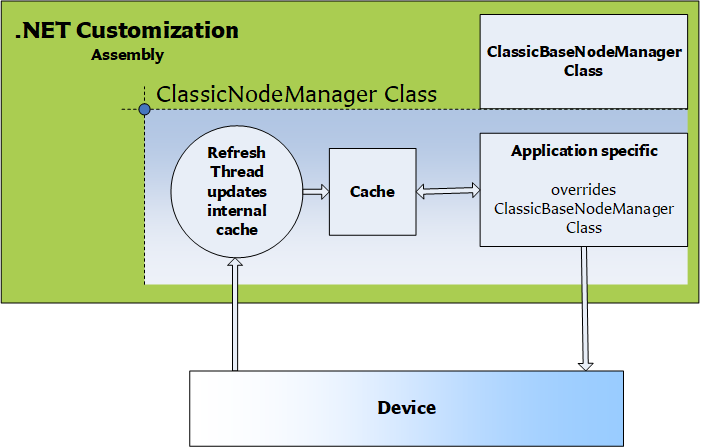 .NET Customization
Assembly
ClassicBaseNodeManager
Class
ClassicNodeManager Class
Refresh
Thread
updates
internal
cache
Cache
Application specific
overrides
ClassicBaseNodeManager
Class
Device